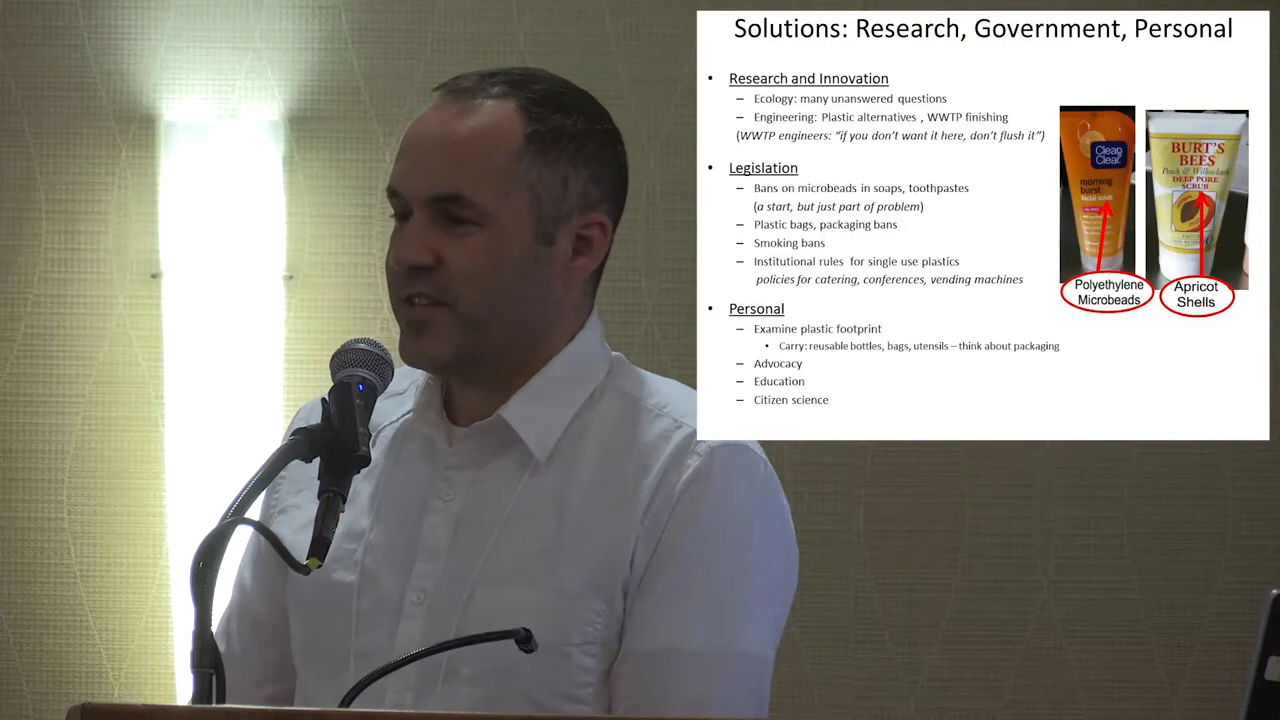 Solutions: Research, Government, Personal
• Research and Innovation
– Ecology: many unanswered questions
– Engineering: Plastic alternatives , WWTP finishing
(WWTP engineers: “if you don’t want it here, don’t flush it”)
• Legislation
– Bans on microbeads in soaps, toothpastes
(a start, but just part of problem)
– Plastic bags, packaging bans
– Smoking bans
– Institutional rules for single use plastics
policies for catering, conferences, vending machines
• Personal
– Examine plastic footprint
• Carry: reusable bottles, bags, utensils – think about packaging
– Advocacy
– Education
– Citizen science
Clean &
Clear
morning
burst
facial scrub
Polyethylene
Microbeads
BURT'S
BEES
Peach & Willowbark
DEEP PORE
SCRUB
Apricot
Shells